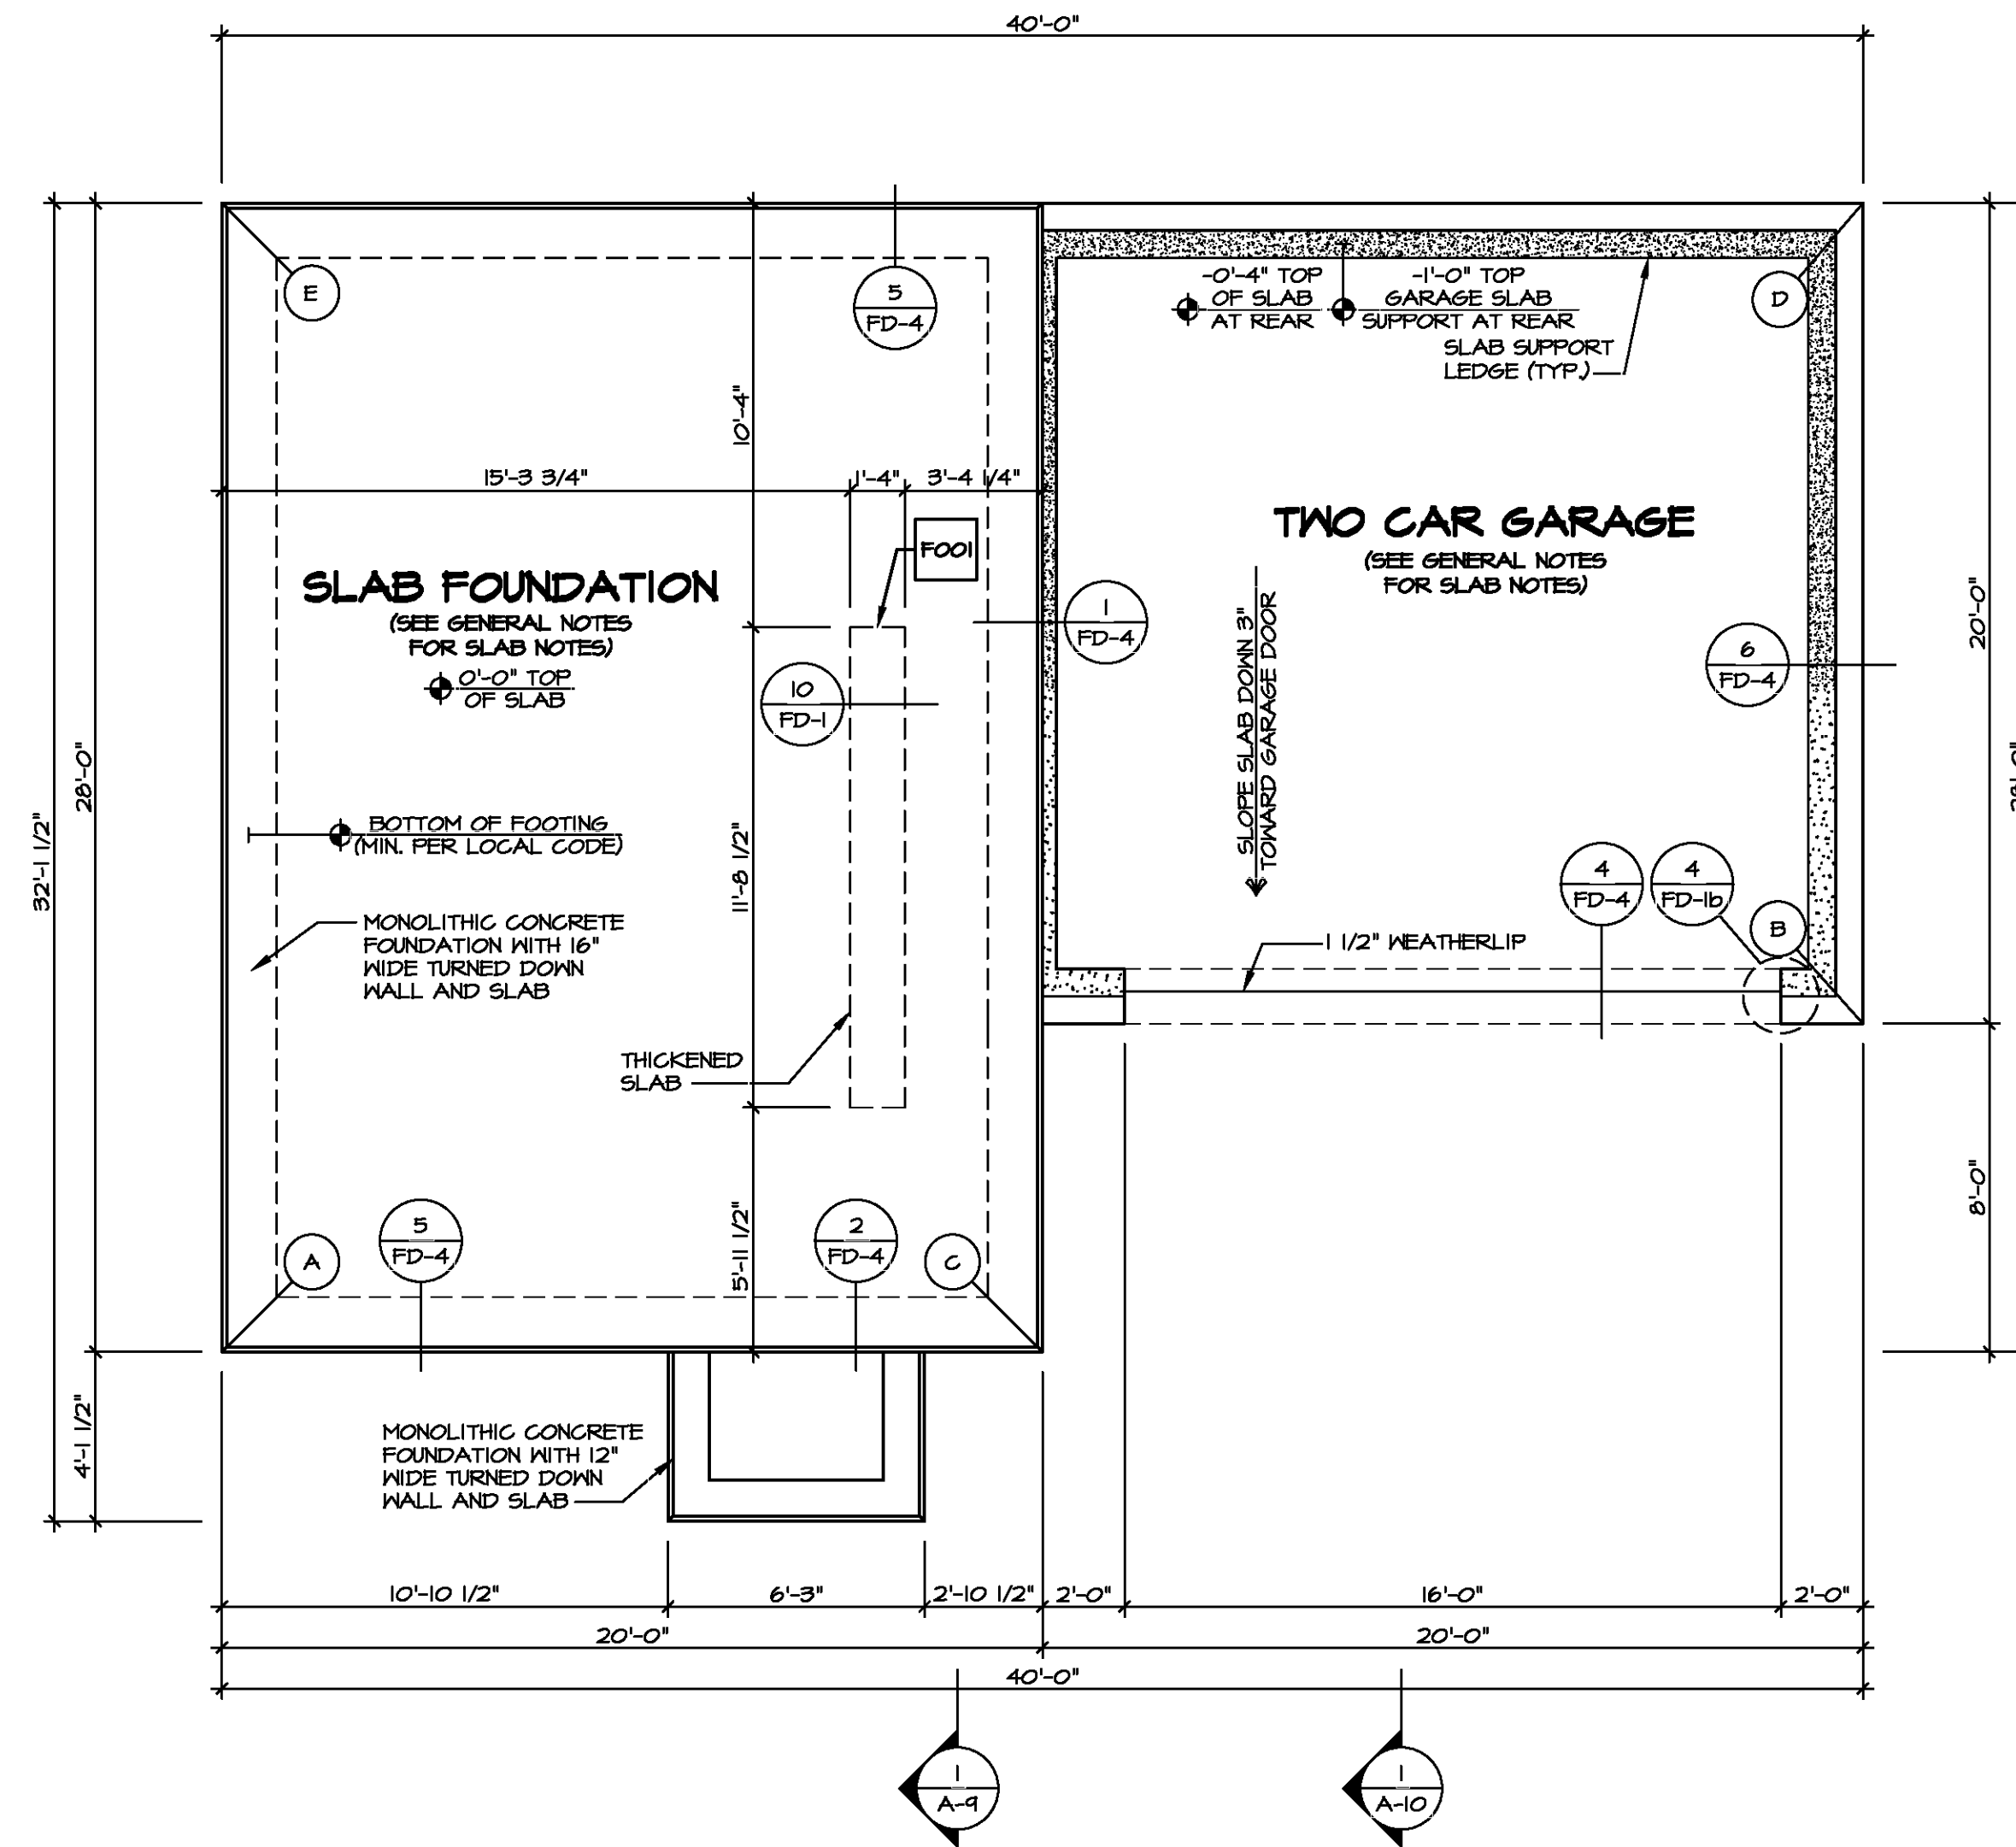 40'-0"
E
5
FD-4
-0'-4" TOP
OF SLAB
AT REAR
-1'-0" TOP
GARAGE SLAB
SUPPORT AT REAR
SLAB SUPPORT
LEDGE (TYP.)
D
10'-4"
15'-3 3/4"
1'-4"
3'-4 1/4"
F001
TWO CAR GARAGE
(SEE GENERAL NOTES
FOR SLAB NOTES)
SLAB FOUNDATION
(SEE GENERAL NOTES
FOR SLAB NOTES)
0'-0" TOP
OF SLAB
10
FD-1
1
FD-4
6
FD-4
20'-0"
SLOPE SLAB DOWN 3"
TOWARD GARAGE DOOR
28'-0"
32'-1 1/2"
BOTTOM OF FOOTING
(MIN. PER LOCAL CODE)
11'-8 1/2"
4
FD-4
4
FD-1b
B
1 1/2" WEATHERLIP
MONOLITHIC CONCRETE
FOUNDATION WITH 16"
WIDE TURNED DOWN
WALL AND SLAB
THICKENED
SLAB
8'-0"
A
5
FD-4
5'-11 1/2"
2
FD-4
C
4'-1 1/2"
MONOLITHIC CONCRETE
FOUNDATION WITH 12"
WIDE TURNED DOWN
WALL AND SLAB
10'-10 1/2"
6'-3"
2'-10 1/2"
2'-0"
16'-0"
2'-0"
20'-0"
20'-0"
40'-0"
1
A-9
1
A-10